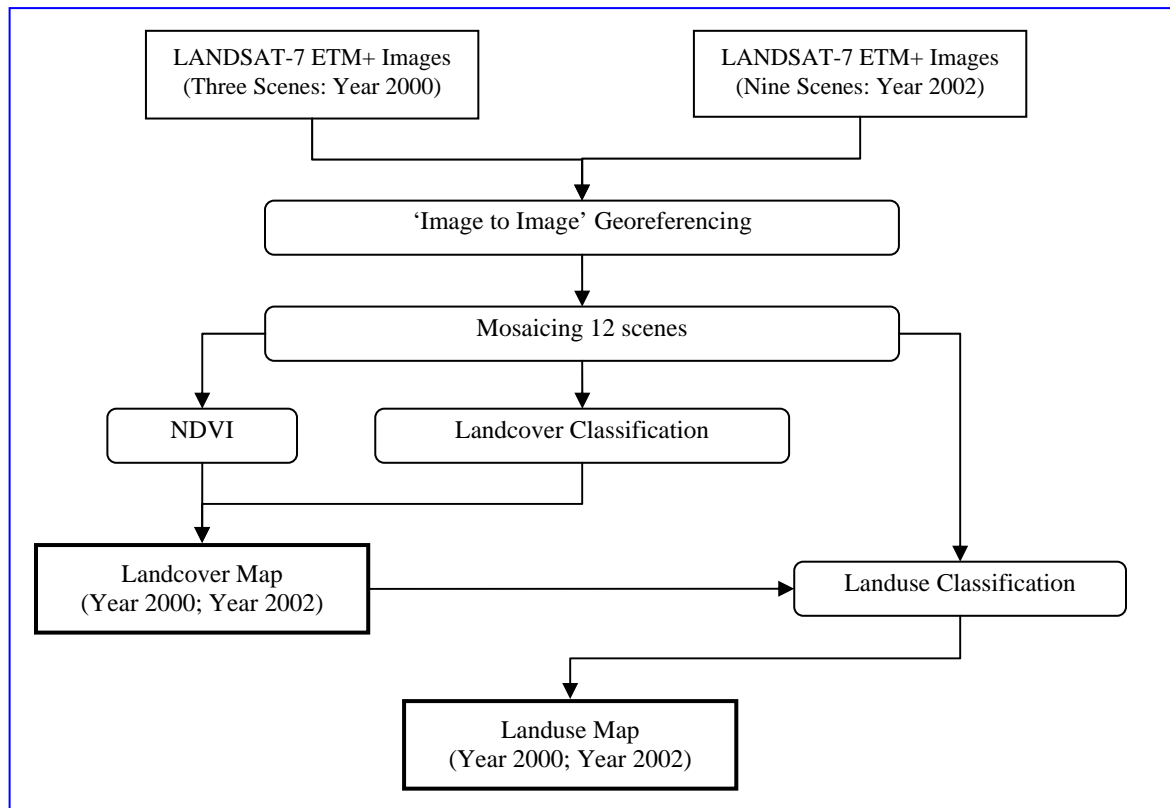 LANDSAT-7 ETM+ Images
(Three Scenes: Year 2000)
LANDSAT-7 ETM+ Images
(Nine Scenes: Year 2002)
‘Image to Image’ Georeferencing
Mosaicing 12 scenes
NDVI
Landcover Classification
Landcover Map
(Year 2000; Year 2002)
Landuse Classification
Landuse Map
(Year 2000; Year 2002)